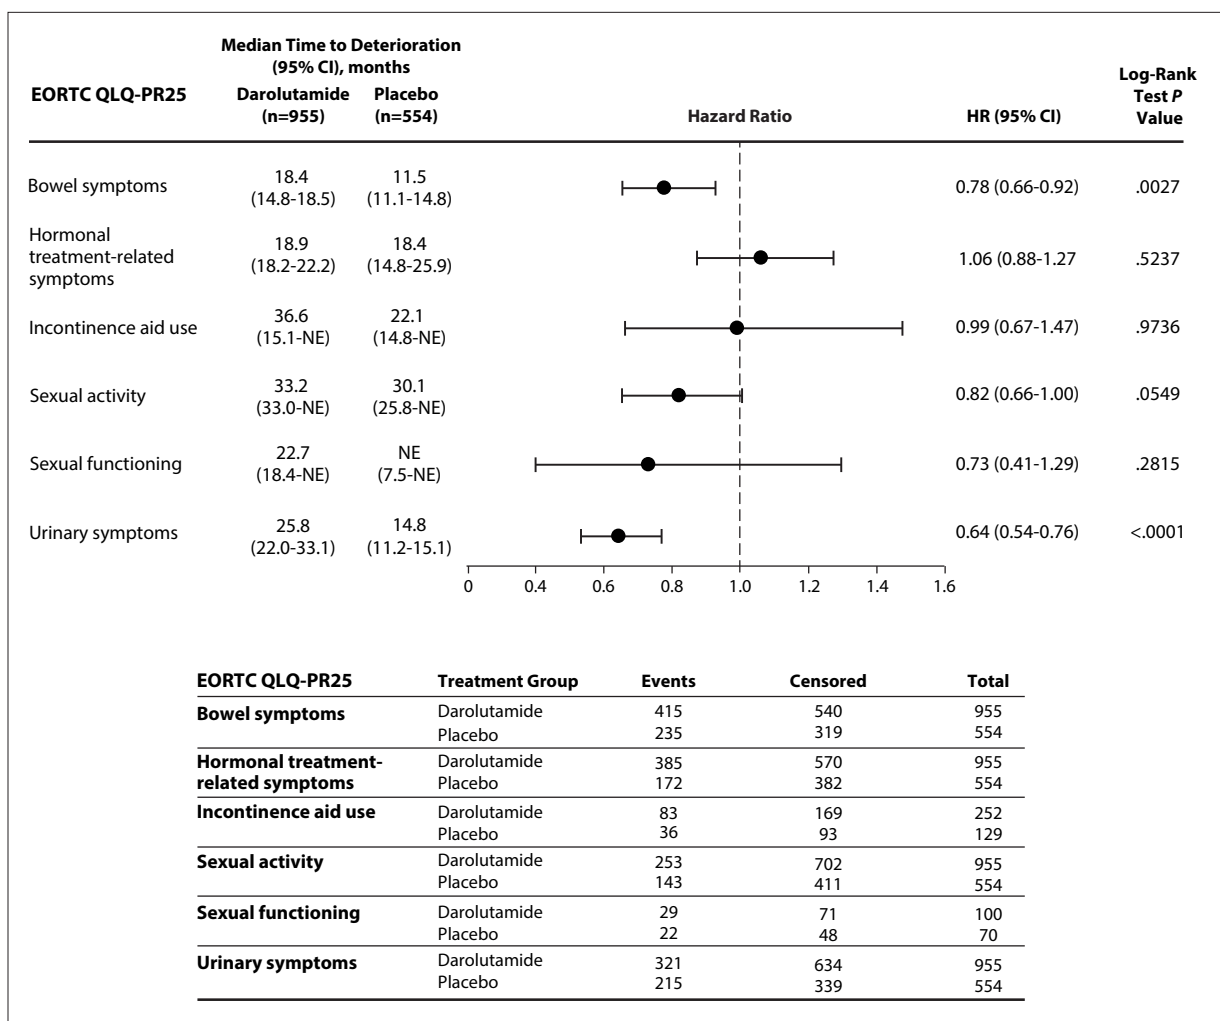 Median Time to Deterioration
(95% CI), months
EORTC QLQ-PR25
Darolutamide
(n=955)
Placebo
(n=554)
Hazard Ratio
HR (95% CI)
Log-Rank
Test P
Value
Bowel symptoms
18.4
(14.8-18.5)
11.5
(11.1-14.8)
0.78 (0.66-0.92)
.0027
Hormonal
treatment-related
symptoms
18.9
(18.2-22.2)
18.4
(14.8-25.9)
1.06 (0.88-1.27
.5237
Incontinence aid use
36.6
(15.1-NE)
22.1
(14.8-NE)
0.99 (0.67-1.47)
.9736
Sexual activity
33.2
(33.0-NE)
30.1
(25.8-NE)
0.82 (0.66-1.00)
.0549
Sexual functioning
22.7
(18.4-NE)
NE
(7.5-NE)
0.73 (0.41-1.29)
.2815
Urinary symptoms
25.8
(22.0-33.1)
14.8
(11.2-15.1)
0.64 (0.54-0.76)
<.0001
0 0.4 0.6 0.8 1.0 1.2 1.4 1.6
EORTC QLQ-PR25 Treatment Group Events Censored Total
Bowel symptoms Darolutamide 415 540 955
Placebo 235 319 554
Hormonal treatment- Darolutamide 385 570 955
related symptoms Placebo 172 382 554
Incontinence aid use Darolutamide 83 169 252
Placebo 36 93 129
Sexual activity Darolutamide 253 702 955
Placebo 143 411 554
Sexual functioning Darolutamide 29 71 100
Placebo 22 48 70
Urinary symptoms Darolutamide 321 634 955
Placebo 215 339 554